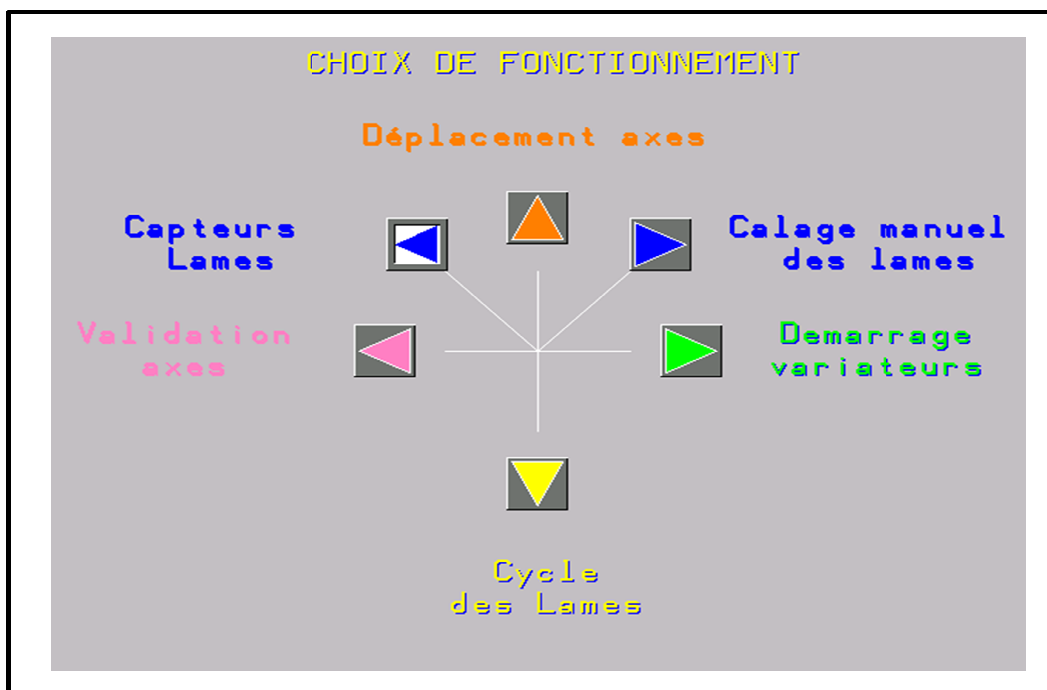 CHOIX DE FONCTIONNEMENT
Déplacement axes
Capteurs
Lames
Calage manuel
des lames
Validation
axes
Demarrage
variateurs
Cycle
des Lames